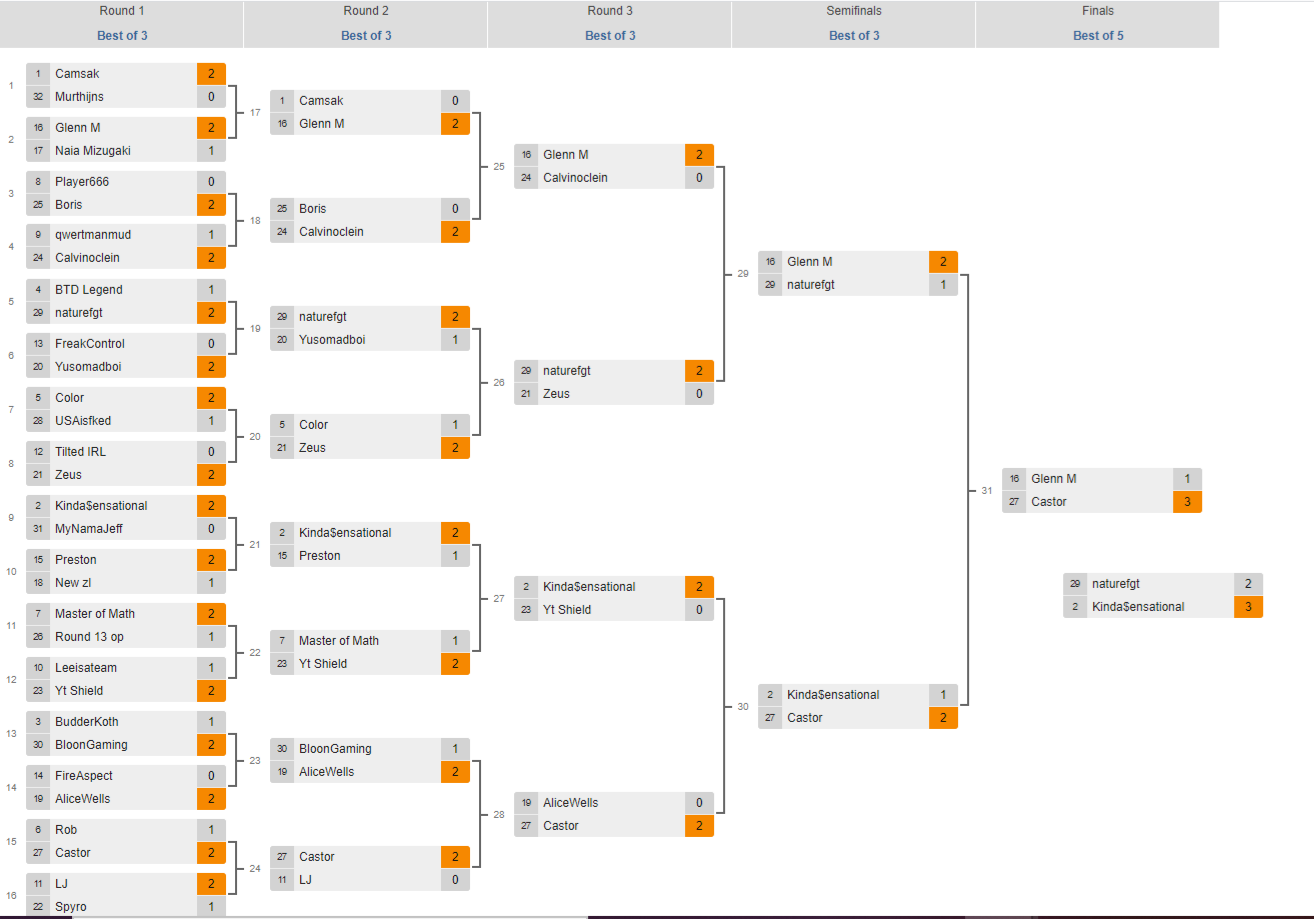 Round 1 Round 2 Round 3 Semifinals Finals
Best of 3 Best of 3 Best of 3 Best of 3 Best of 5
1
1 Camsak 2
32 Murthijns 0
2
16 Glenn M 2
17 Naia Mizugaki 1
3
8 Player666 0
25 Boris 2
4
9 qwertmanmud 1
24 Calvinoclein 2
5
4 BTD Legend 1
29 naturefgt 2
6
13 FreakControl 0
20 Yusomadboi 2
7
5 Color 2
28 USAisfked 1
8
12 Tilted IRL 0
21 Zeus 2
9
2 Kinda$ensational 2
31 MyNamaJeff 0
10
15 Preston 2
18 New zl 1
11
7 Master of Math 2
26 Round 13 op 1
12
10 Leeisateam 1
23 Yt Shield 2
13
3 BudderKoth 1
30 BloonGaming 2
14
14 FireAspect 0
19 AliceWells 2
15
6 Rob 1
27 Castor 2
16
11 LJ 2
22 Spyro 1
17
1 Camsak 0
16 Glenn M 2
18
25 Boris 0
24 Calvinoclein 2
19
29 naturefgt 2
20 Yusomadboi 1
20
5 Color 1
21 Zeus 2
21
2 Kinda$ensational 2
15 Preston 1
22
7 Master of Math 1
23 Yt Shield 2
23
30 BloonGaming 1
19 AliceWells 2
24
27 Castor 2
11 LJ 0
25
16 Glenn M 2
24 Calvinoclein 0
26
29 naturefgt 2
21 Zeus 0
27
2 Kinda$ensational 2
23 Yt Shield 0
28
19 AliceWells 0
27 Castor 2
29
16 Glenn M 2
29 naturefgt 1
30
2 Kinda$ensational 1
27 Castor 2
31
16 Glenn M 1
27 Castor 3
29 naturefgt 2
2 Kinda$ensational 3